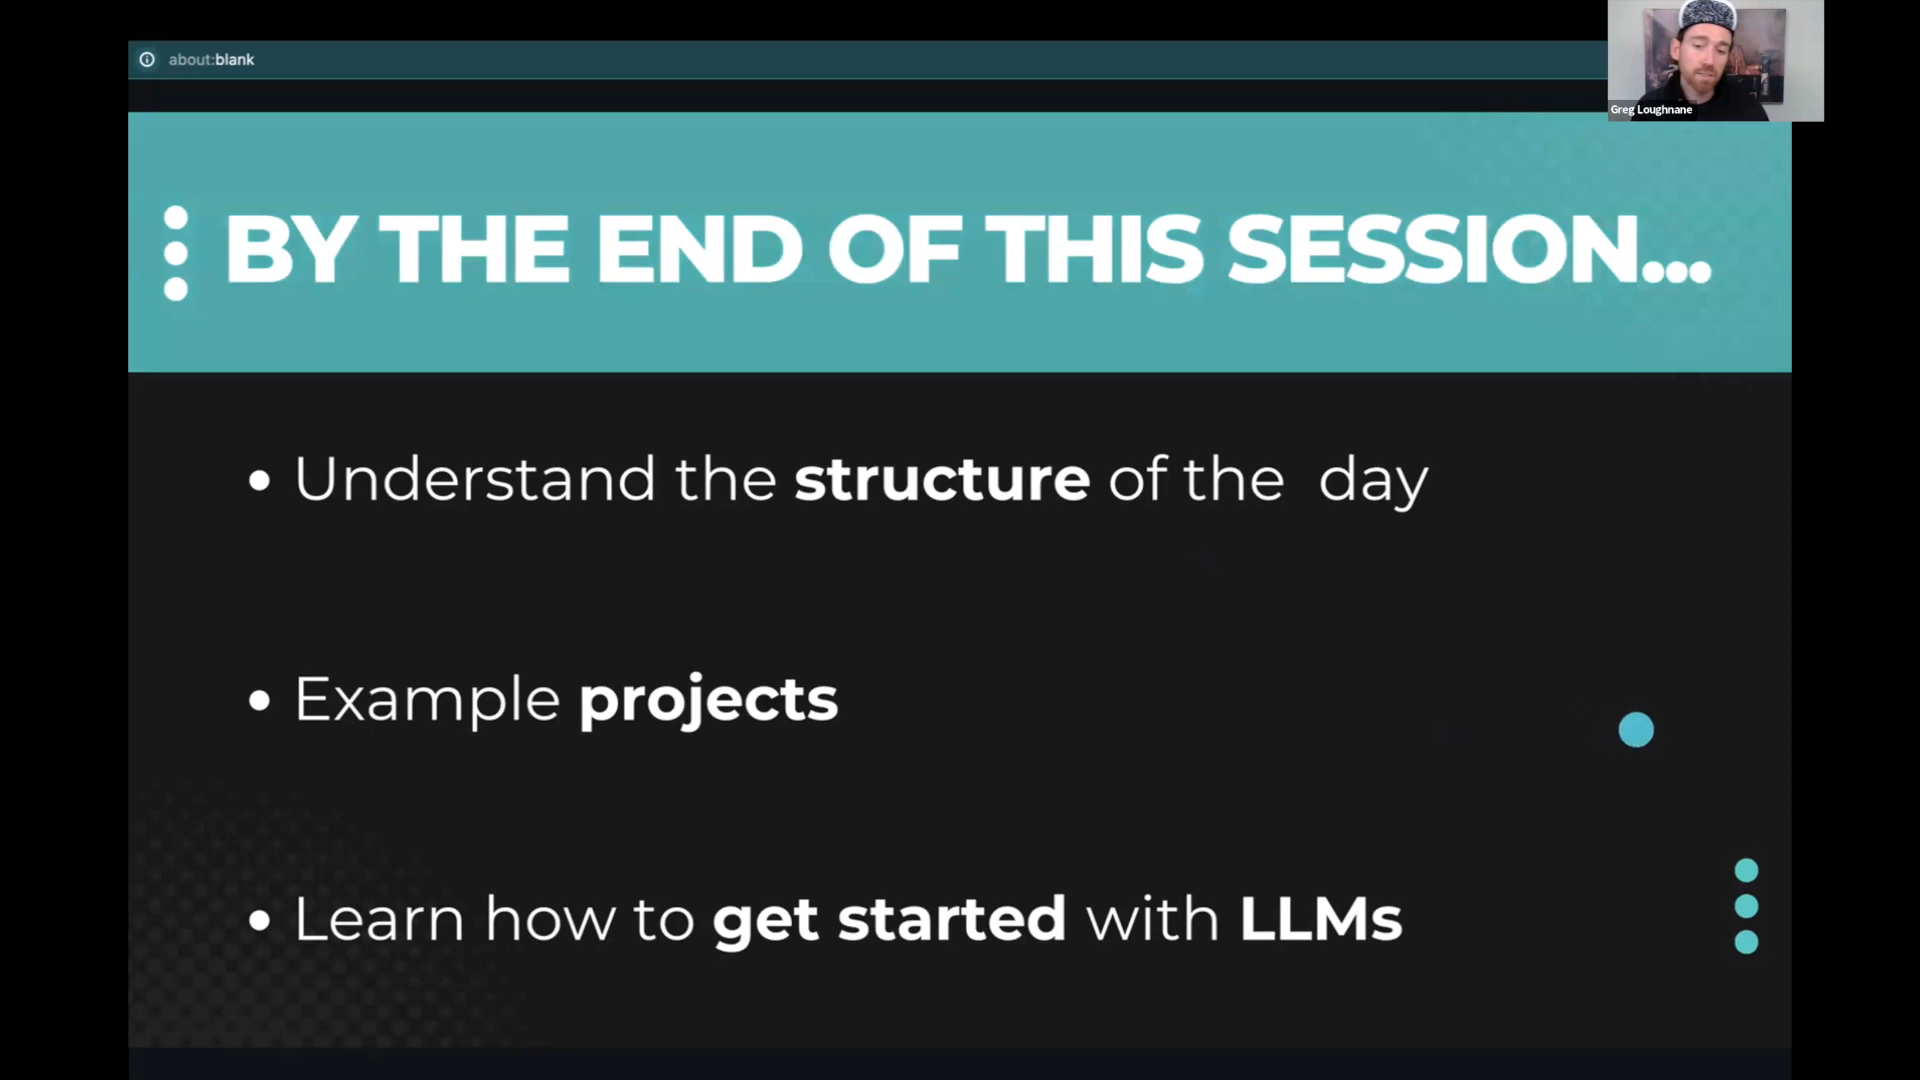 about:blank
Greg Loughnane
BY THE END OF THIS SESSION...
• Understand the structure of the  day
• Example projects
• Learn how to get started with LLMs